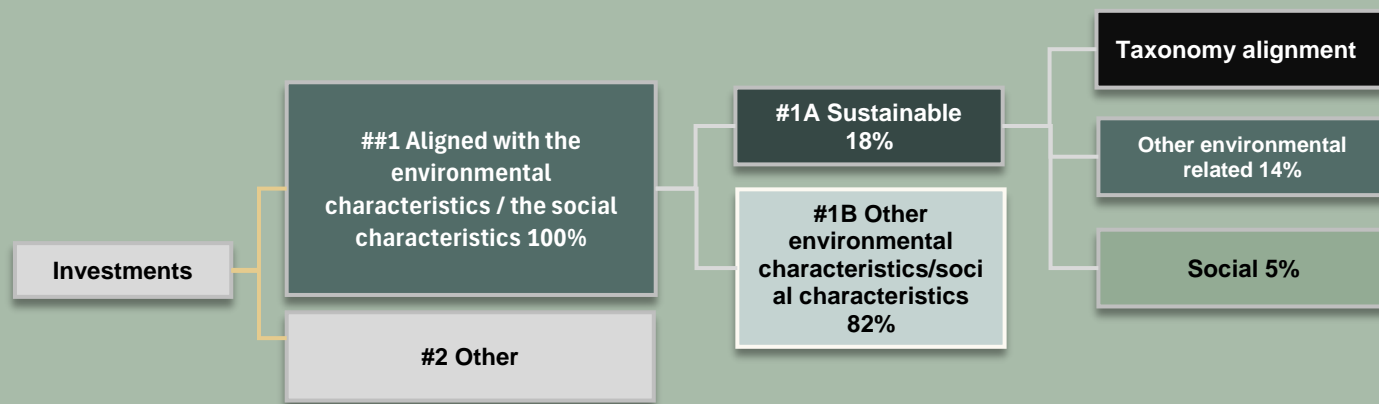 Investments
##1 Aligned with the
environmental
characteristics / the social
characteristics 100%
#2 Other
#1A Sustainable
18%
#1B Other
environmental
characteristics/soci
al characteristics
82%
Taxonomy alignment
Other environmental
related 14%
Social 5%